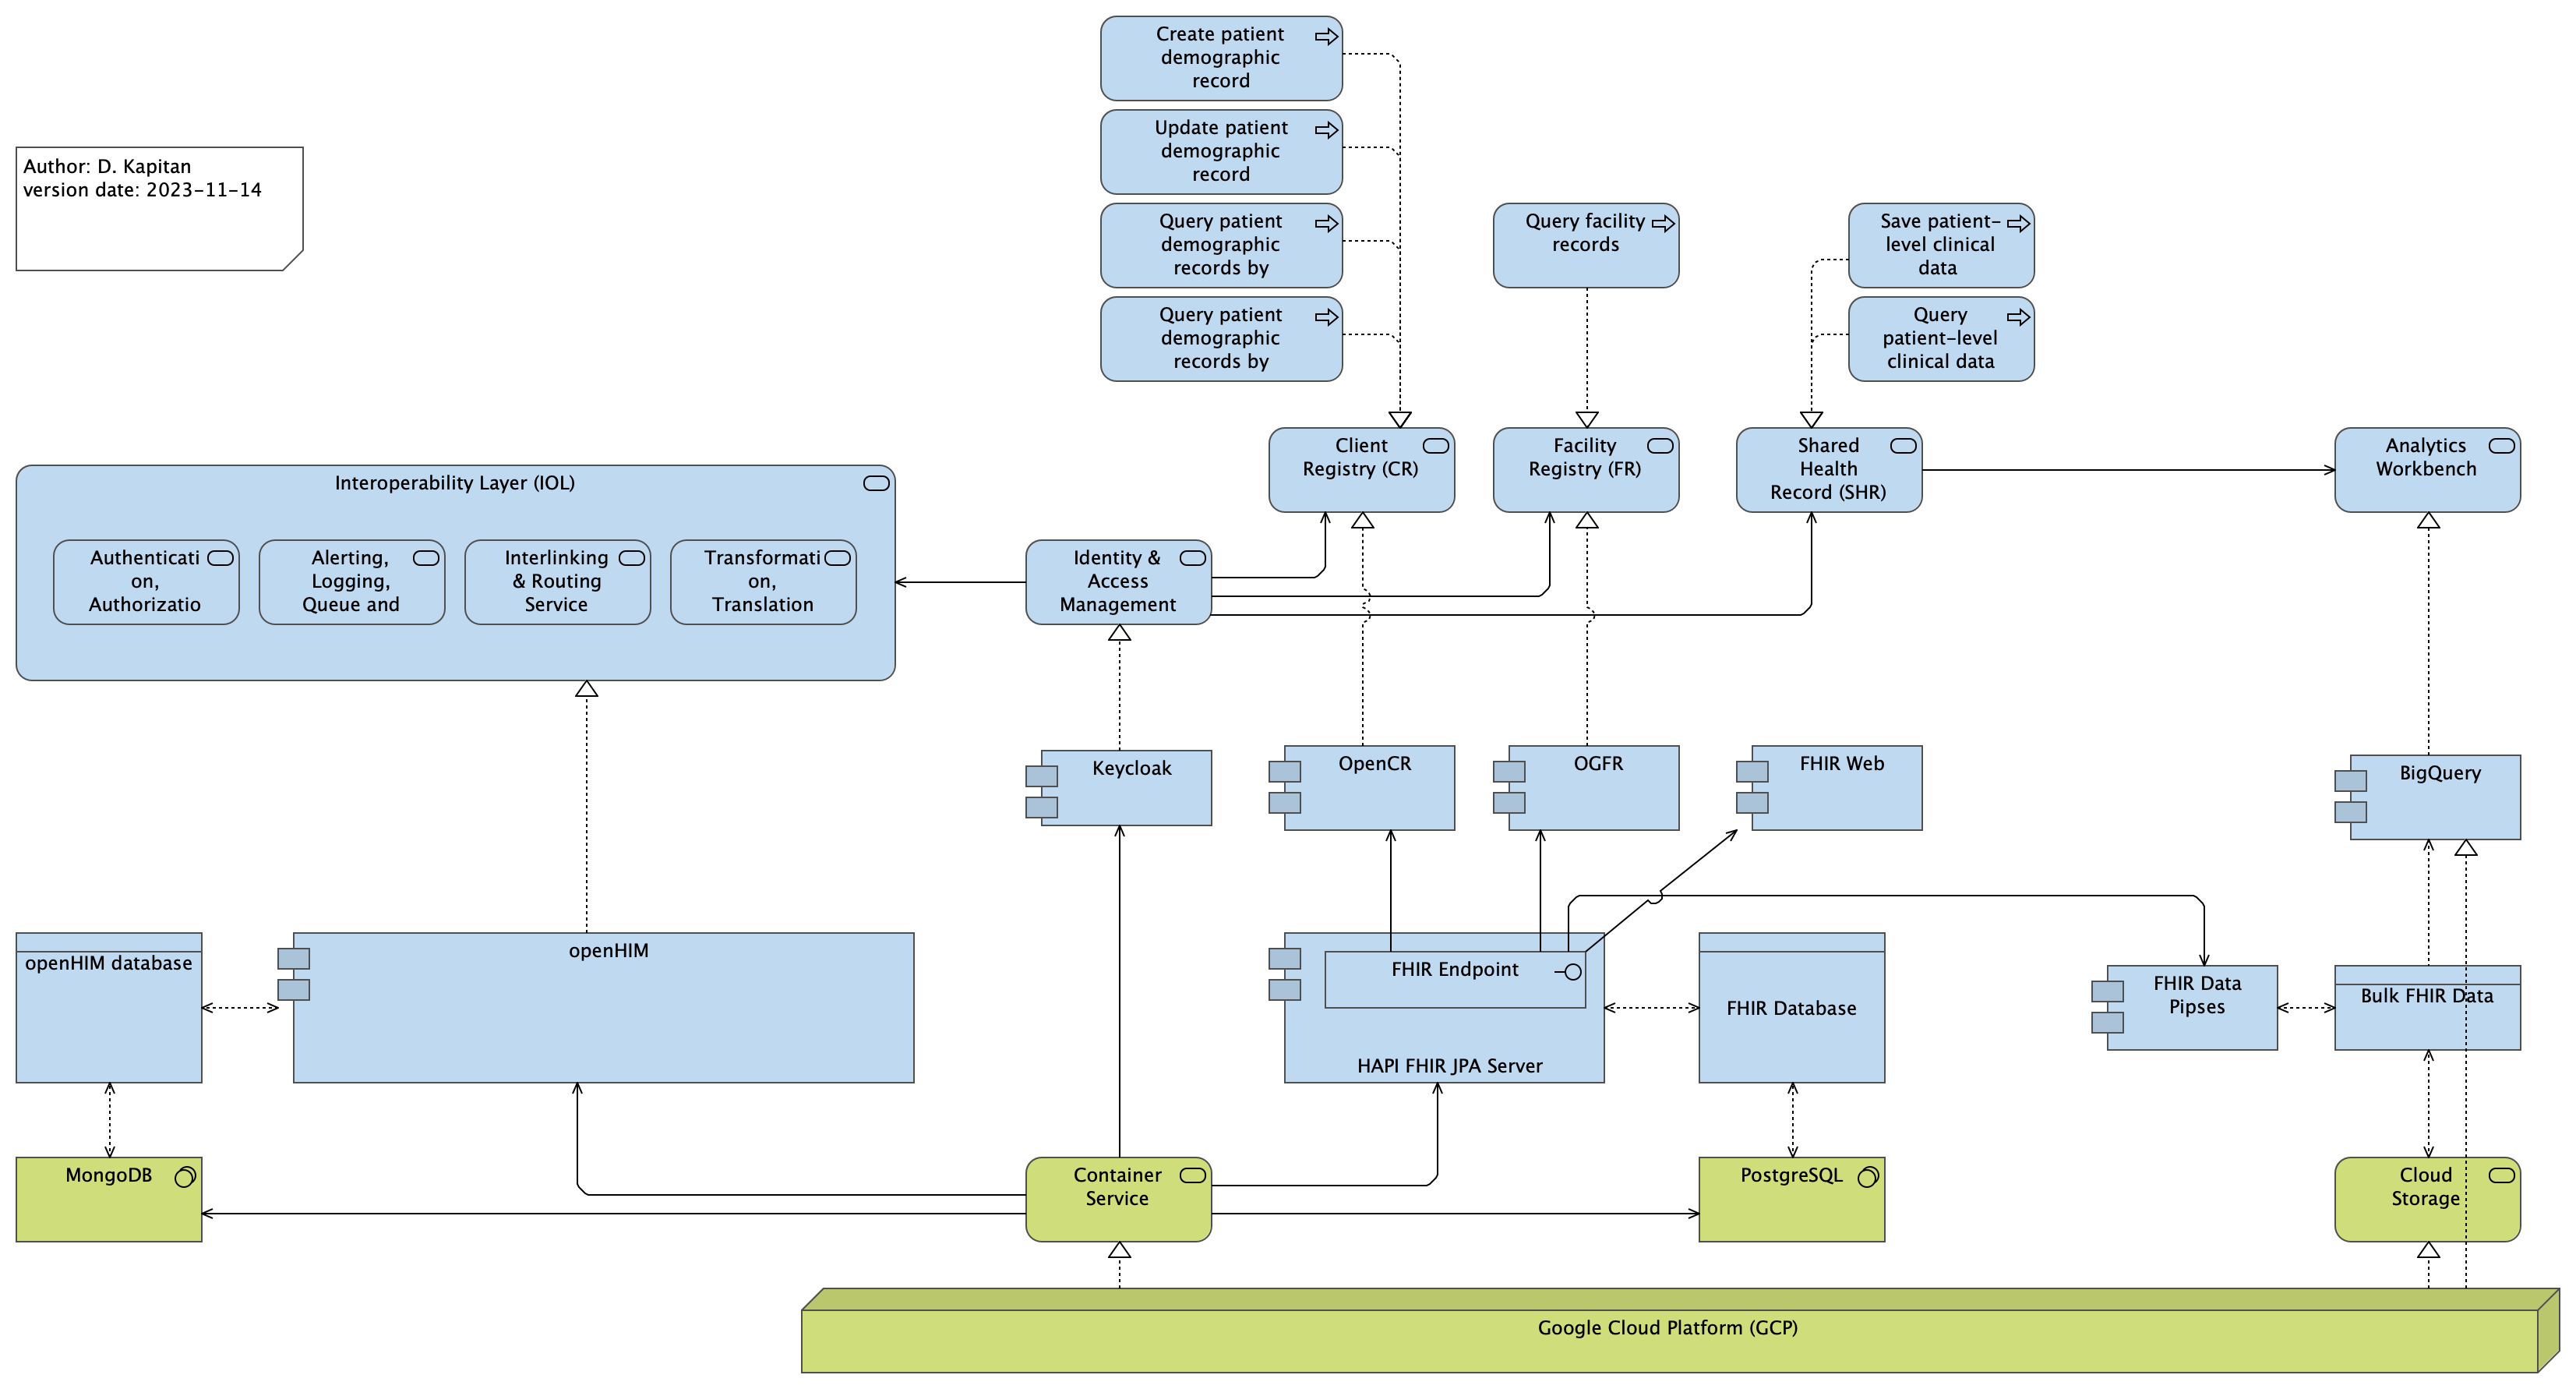 Create patient
demographic
record
Update patient
demographic
record
Author: D. Kapitan
version date: 2023-11-14
Query patient
demographic
records by
Query facility
records
Save patient-
level clinical
data
Query patient
demographic
records by
Query
patient-level
clinical data
Client
Registry (CR)
Facility
Registry (FR)
Shared
Health
Record (SHR)
Analytics
Workbench
Interoperability Layer (IOL)
Authenticati
on,
Authorizatio
Alerting,
Logging,
Queue and
Interlinking
& Routing
Service
Transformati
on,
Translation
Identity &
Access
Management
Keycloak
OpenCR
OGFR
FHIR Web
BigQuery
openHIM database
openHIM
FHIR Endpoint
HAPI FHIR JPA Server
FHIR Database
FHIR Data
Pipses
Bulk FHIR Data
MongoDB
Container
Service
PostgreSQL
Cloud
Storage
Google Cloud Platform (GCP)